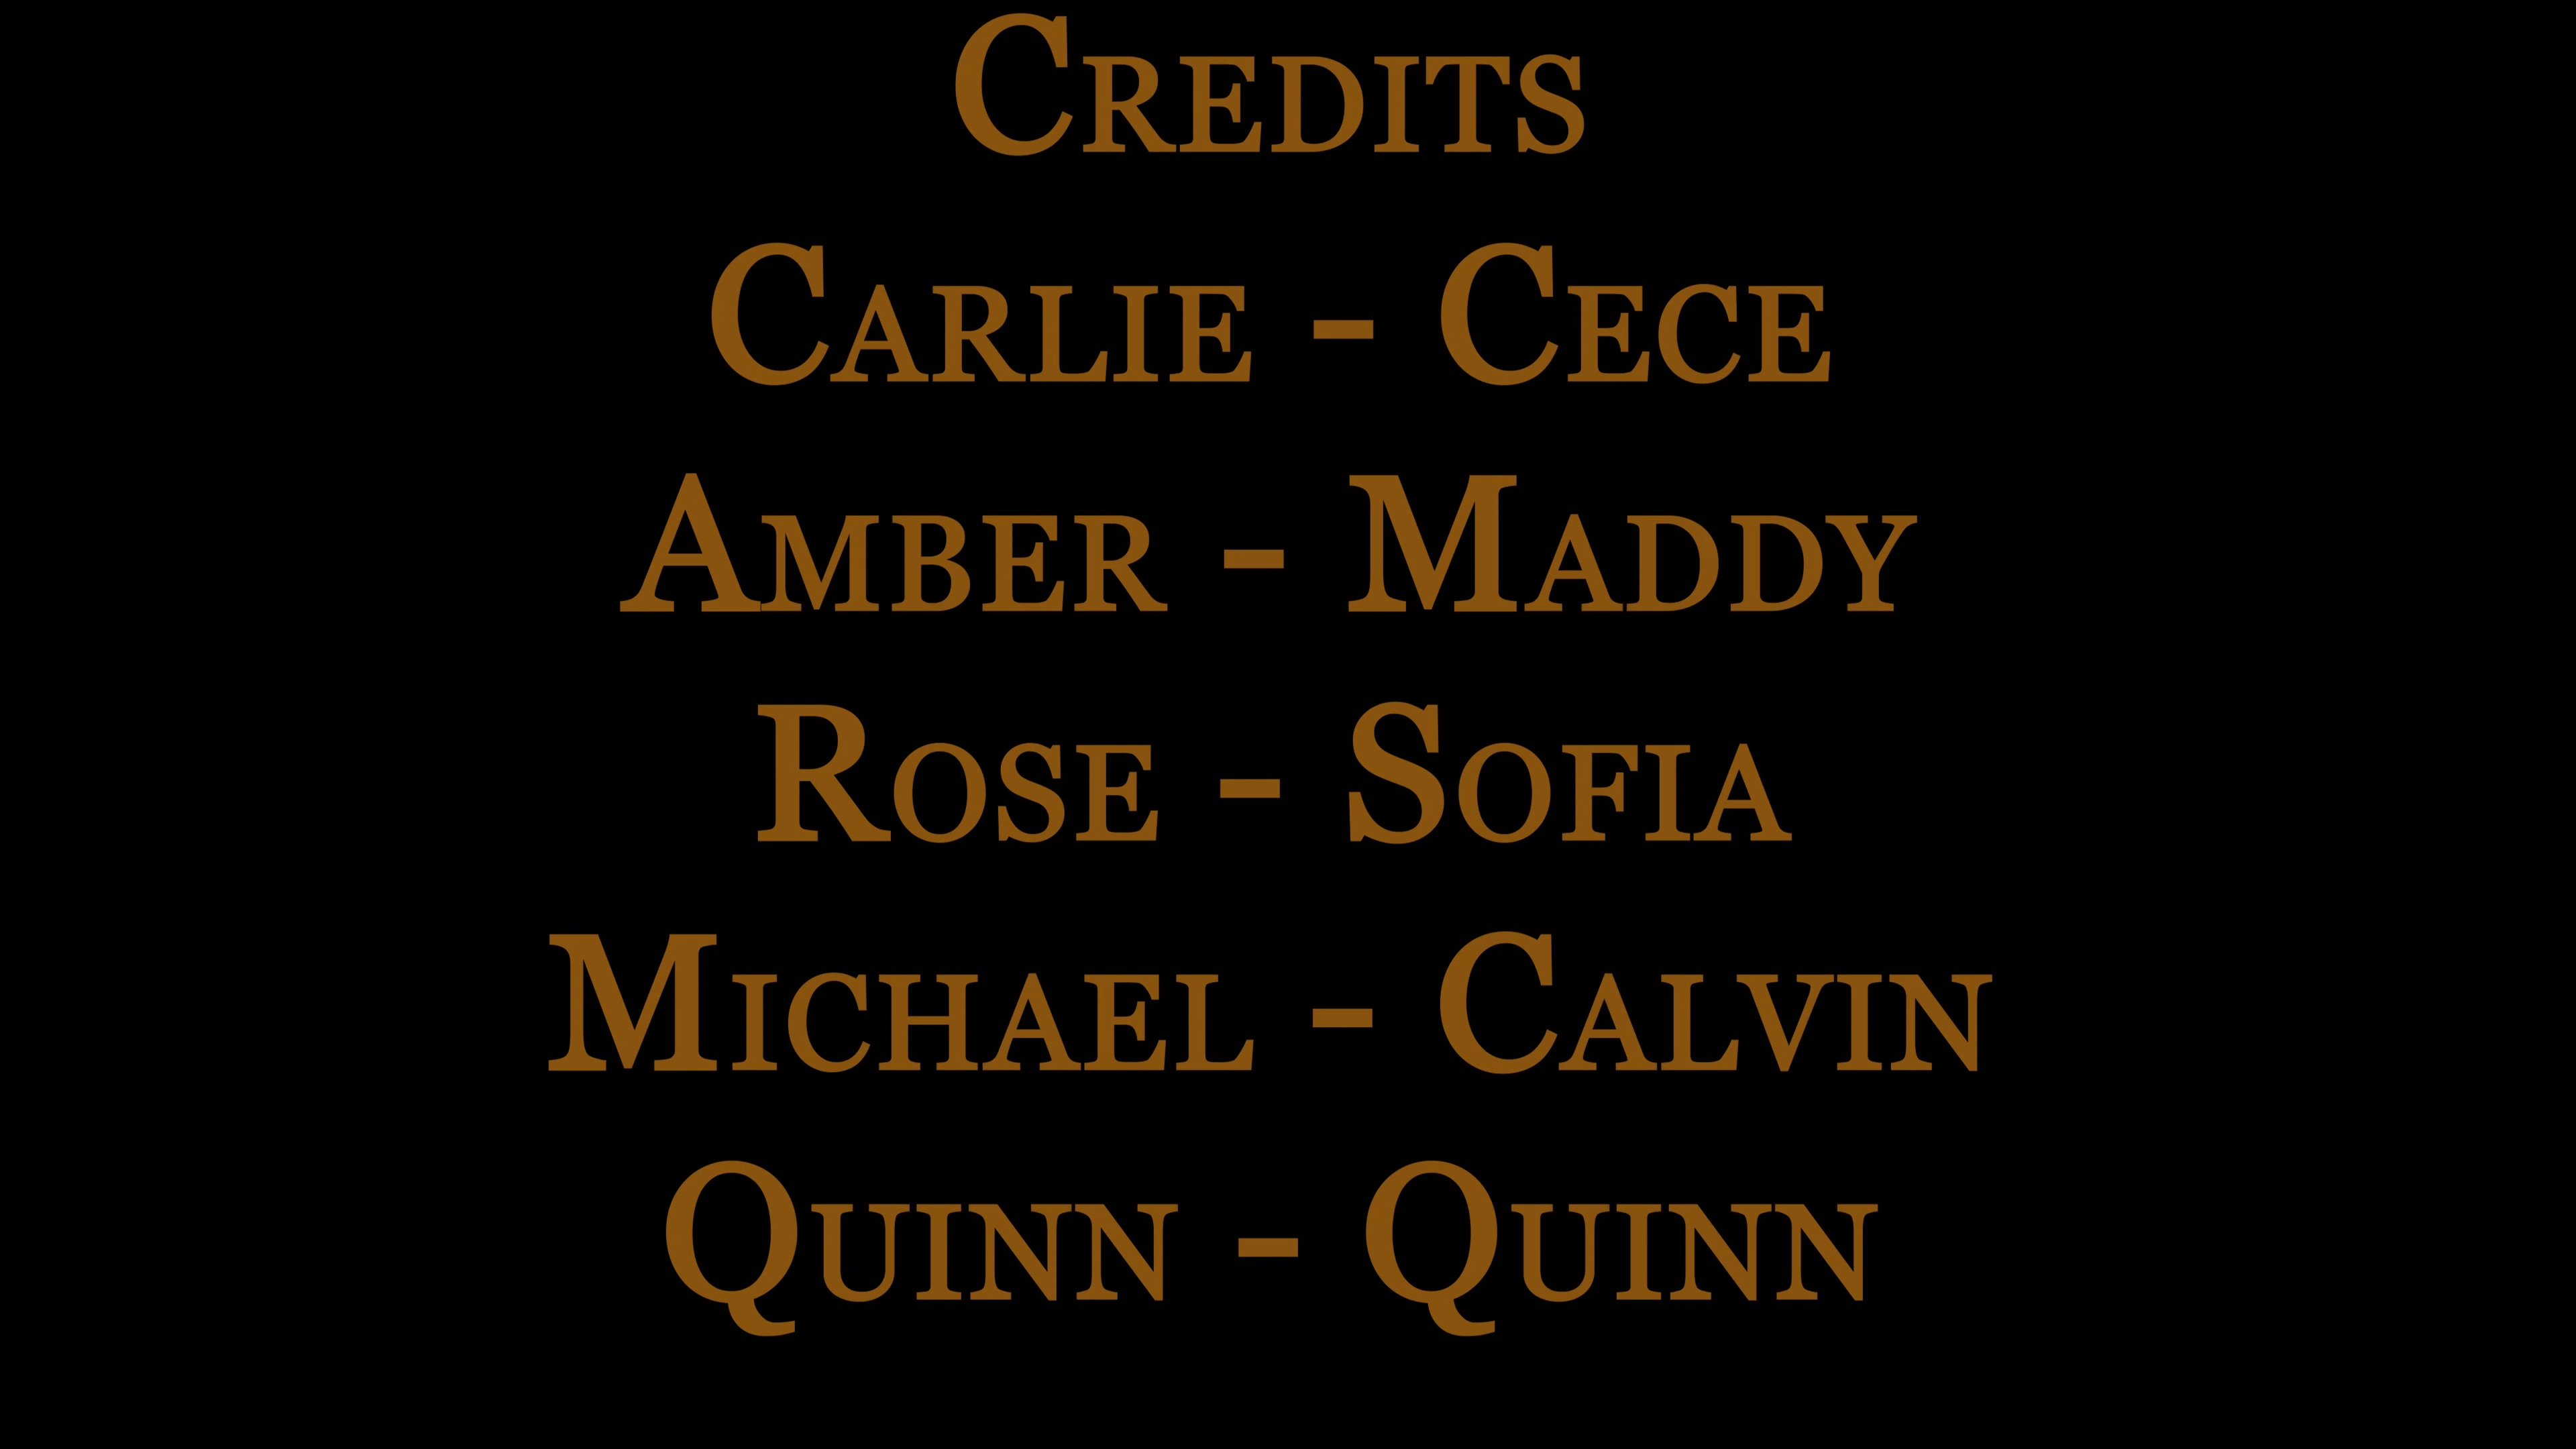 Credits
Carlie - Cece
Amber - Maddy
Rose - Sofia
Michael - Calvin
Quinn - Quinn